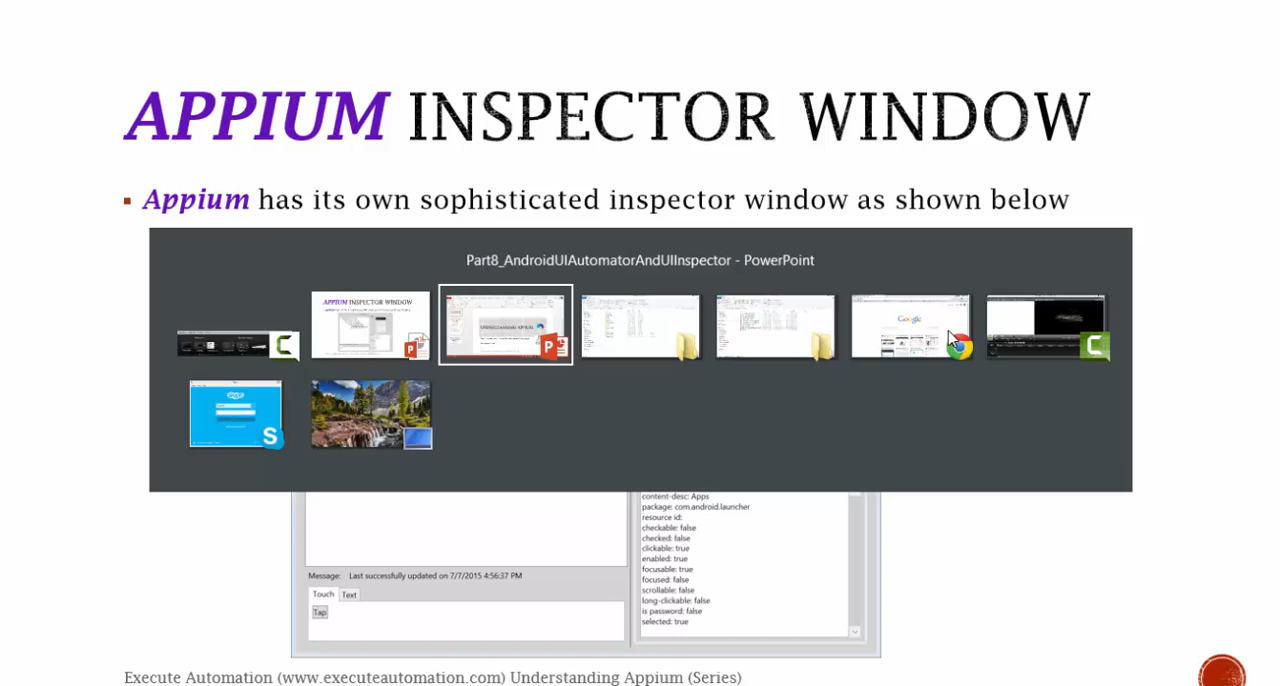 APPIUM INSPECTOR WINDOW
Appium has its own sophisticated inspector window as shown below
Part8_AndroidUIAutomatorAndUIInspector - PowerPoint
APPIUM INSPECTOR WINDOW
Google
content-desc: Apps
package: com.android.launcher
resource id:
checkable: false
checked: false
clickable: true
enabled: true
focusable: true
focused: false
scrollable: false
long-clickable: false
is password: false
selected: true
Message: Last successfully updated on 7/7/2015 4:56:37 PM
Touch Text
Tap
Execute Automation (www.executeautomation.com) Understanding Appium (Series)